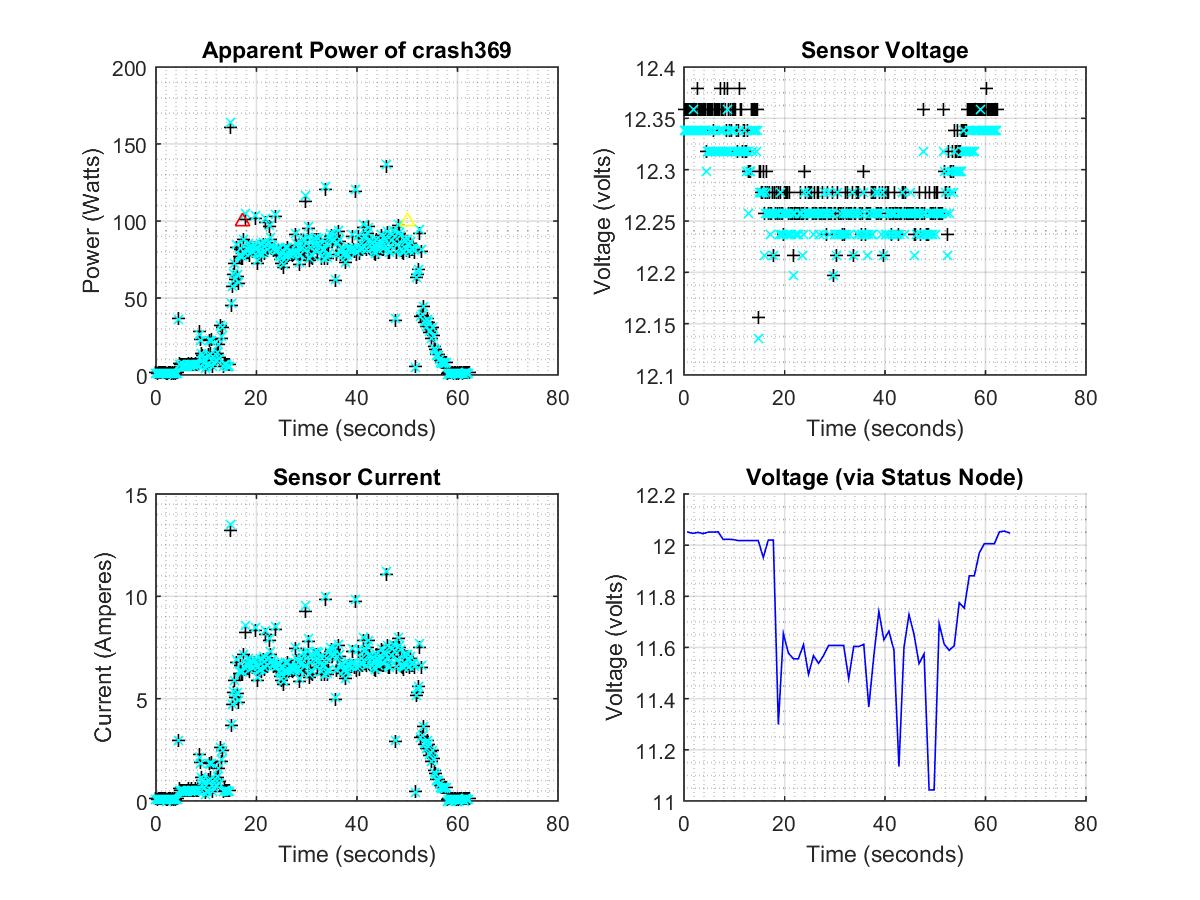 Apparent Power of crash369
200
150
100
50
0
Power (Watts)
0 20 40 60 80
Time (seconds)
Sensor Voltage
12.4
12.35
12.3
12.25
12.2
12.15
12.1
Voltage (volts)
0 20 40 60 80
Time (seconds)
Sensor Current
15
10
5
0
Current (Amperes)
0 20 40 60 80
Time (seconds)
Voltage (via Status Node)
12.2
12
11.8
11.6
11.4
11.2
11
Voltage (volts)
0 20 40 60 80
Time (seconds)